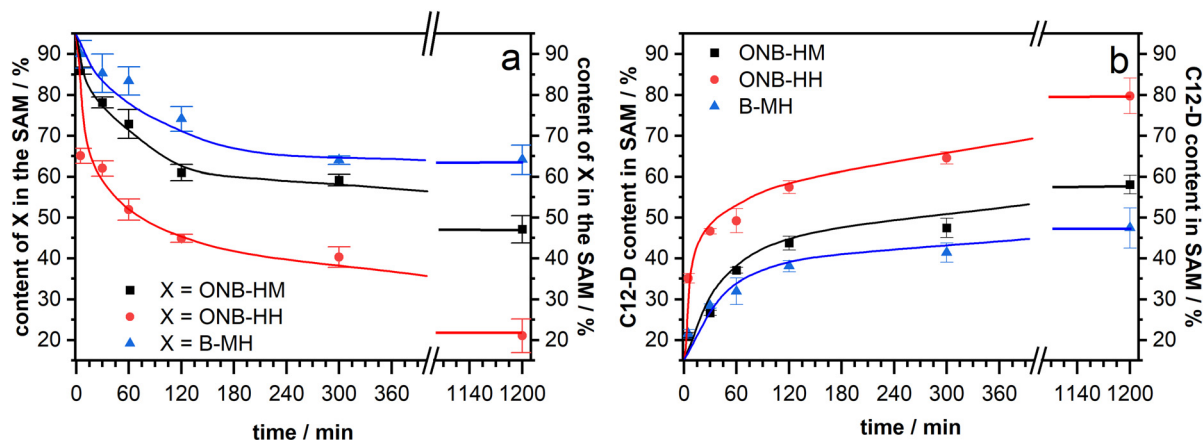 a
content of X in the SAM / %
90
80
70
60
50
40
30
20
X = ONB-HM
X = ONB-HH
X = B-MH
90
80
70
60
50
40
30
20
content of X in the SAM / %
0 60 120 180 240 300 360 1140 1200
time / min
b
C12-D content in SAM / %
90
80
70
60
50
40
30
20
ONB-HM
ONB-HH
B-MH
90
80
70
60
50
40
30
20
C12-D content in SAM / %
0 60 120 180 240 300 360 1140 1200
time / min